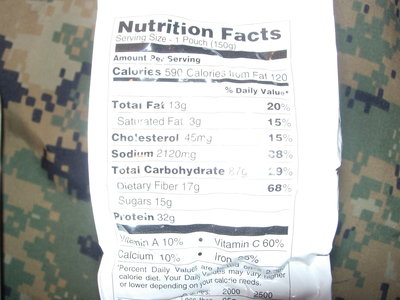 Nutrition Facts
Serving Size - 1 Pouch (150g)
Amount Per Serving
Calories 590 Calories from Fat 120
% Daily Value*
Total Fat 13g 20%
Saturated Fat 3g 15%
Cholesterol 45mg 15%
Sodium 2120mg 88%
Total Carbohydrate 87g 29%
Dietary Fiber 17g 68%
Sugars 15g
Protein 32g
Vitamin A 10% • Vitamin C 60%
Calcium 10% • Iron
*Percent Daily Values are based on
diet. Your Daily Values may vary higher
or lower depending on your calorie needs.
2000 2500